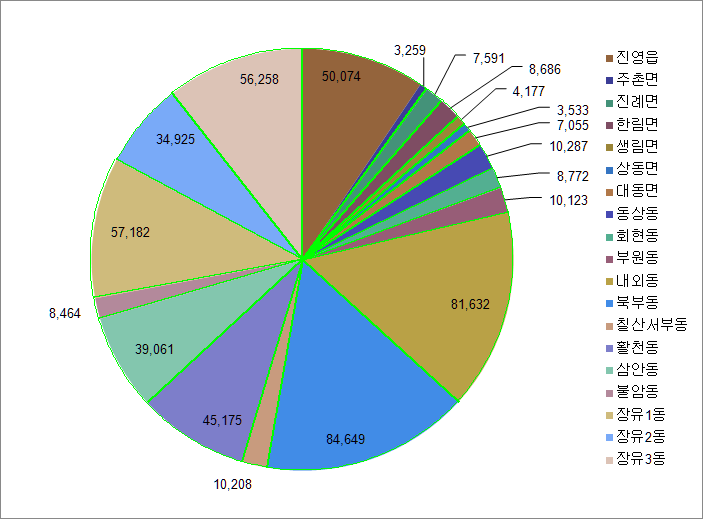 50,074
3,259
7,591
8,686
4,177
3,533
7,055
10,287
8,772
10,123
81,632
84,649
10,208
45,175
39,061
8,464
57,182
34,925
56,258
진영읍
주촌면
진례면
한림면
생림면
상동면
대동면
동상동
회현동
부원동
내외동
북부동
칠산서부동
활천동
삼안동
불암동
장유1동
장유2동
장유3동